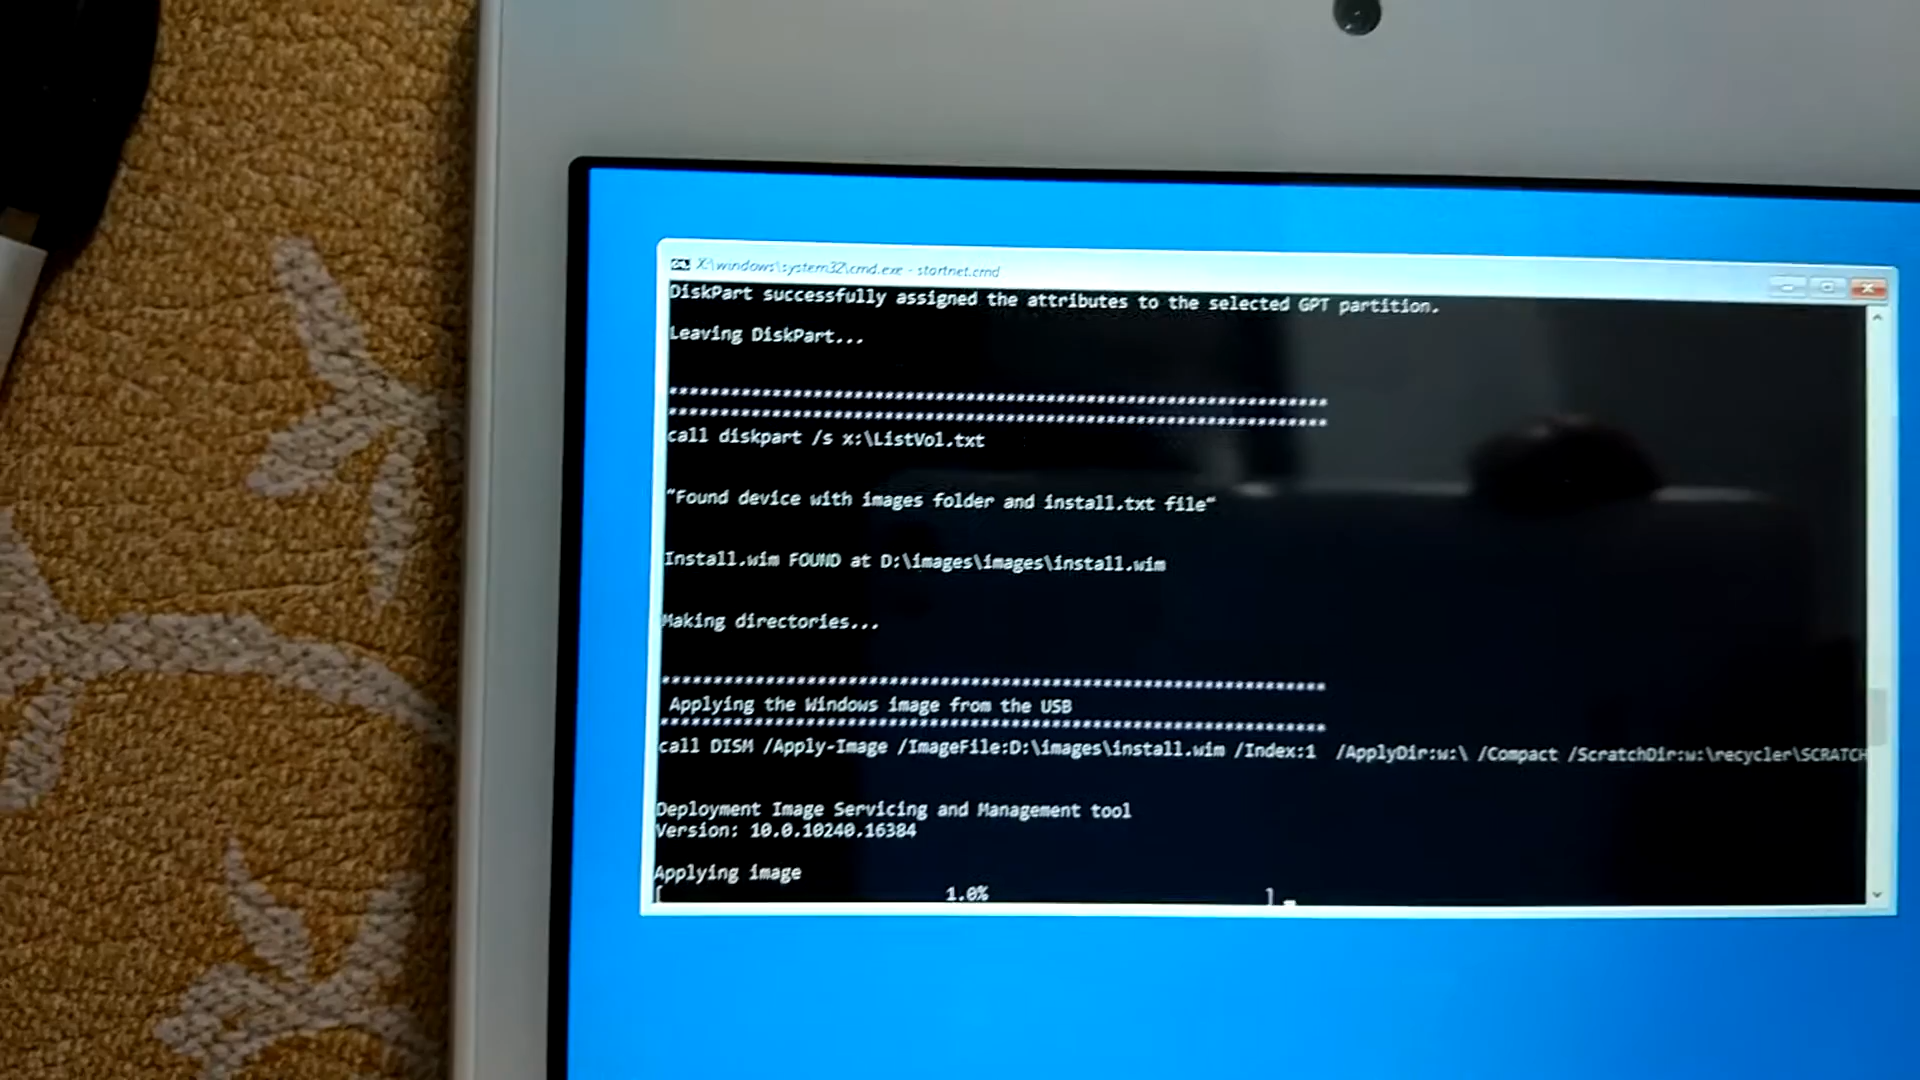 X:\windows\system32\cmd.exe - startnet.cmd
DiskPart successfully assigned the attributes to the selected GPT partition.
Leaving DiskPart...
****************************************************************************
****************************************************************************
call diskpart /s x:\ListVol.txt
"Found device with images folder and install.txt file"
Install.wim FOUND at D:\images\images\install.wim
Making directories...
****************************************************************************
Applying the Windows image from the USB
****************************************************************************
call DISM /Apply-Image /ImageFile:D:\images\install.wim /Index:1 /ApplyDir:w:\ /Compact /ScratchDir:w:\recycler\SCRATCH
Deployment Image Servicing and Management tool
Version: 10.0.10240.16384
Applying image
[ 1.0% ]